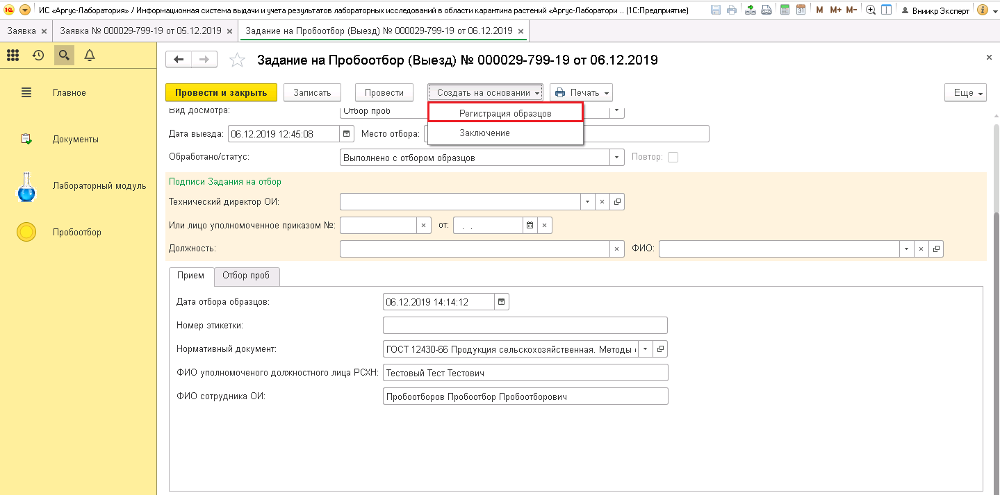 ИС «Аргус-Лаборатория» / Информационная система выдачи и учета результатов лабораторных исследований в области карантина растений «Аргус-Лаборатори .. (1С:Предприятие)
M M+ M- Вниикр Эксперт
Заявка
Заявка № 000029-799-19 от 05.12.2019
Задание на Пробоотбор (Выезд) № 000029-799-19 от 06.12.2019
Главное
Документы
Лабораторный модуль
Пробоотбор
Задание на Пробоотбор (Выезд) № 000029-799-19 от 06.12.2019
Провести и закрыть Записать Провести Создать на основании Печать Еще
Регистрация образцов
Заключение
Вид досмотра: Отбор проб
Дата выезда: 06.12.2019 12:45:08 Место отбора:
Обработано/статус: Выполнено с отбором образцов Повтор:
Подписи Задания на отбор
Технический директор ОИ:
Или лицо уполномоченное приказом №: от: . .
Должность: ФИО:
Прием Отбор проб
Дата отбора образцов: 06.12.2019 14:14:12
Номер этикетки:
Нормативный документ: ГОСТ 12430-66 Продукция сельскохозяйственная. Методы
ФИО уполномоченого должностного лица РСХН: Тестовый Тест Тестович
ФИО сотрудника ОИ: Пробоотборов Пробоотбор Пробоотборович